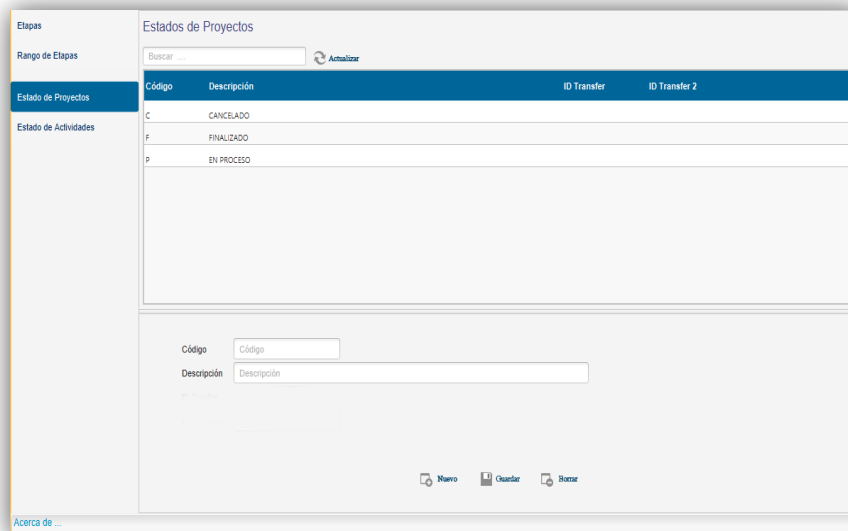 Etapas
Rango de Etapas
Estado de Proyectos
Estado de Actividades
Estados de Proyectos
Buscar ....
Actualizar
Código Descripción ID Transfer ID Transfer 2
C CANCELADO
F FINALIZADO
P EN PROCESO
Código Código
Descripción Descripción
Nuevo Guardar Borrar
Acerca de ...